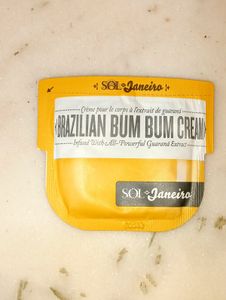 SOL de Janeiro
Crème pour le corps à l'extrait de guaraná
BRAZILIAN BUM BUM CREAM
Infused With All-Powerful Guaraná Extract
SOL de Janeiro